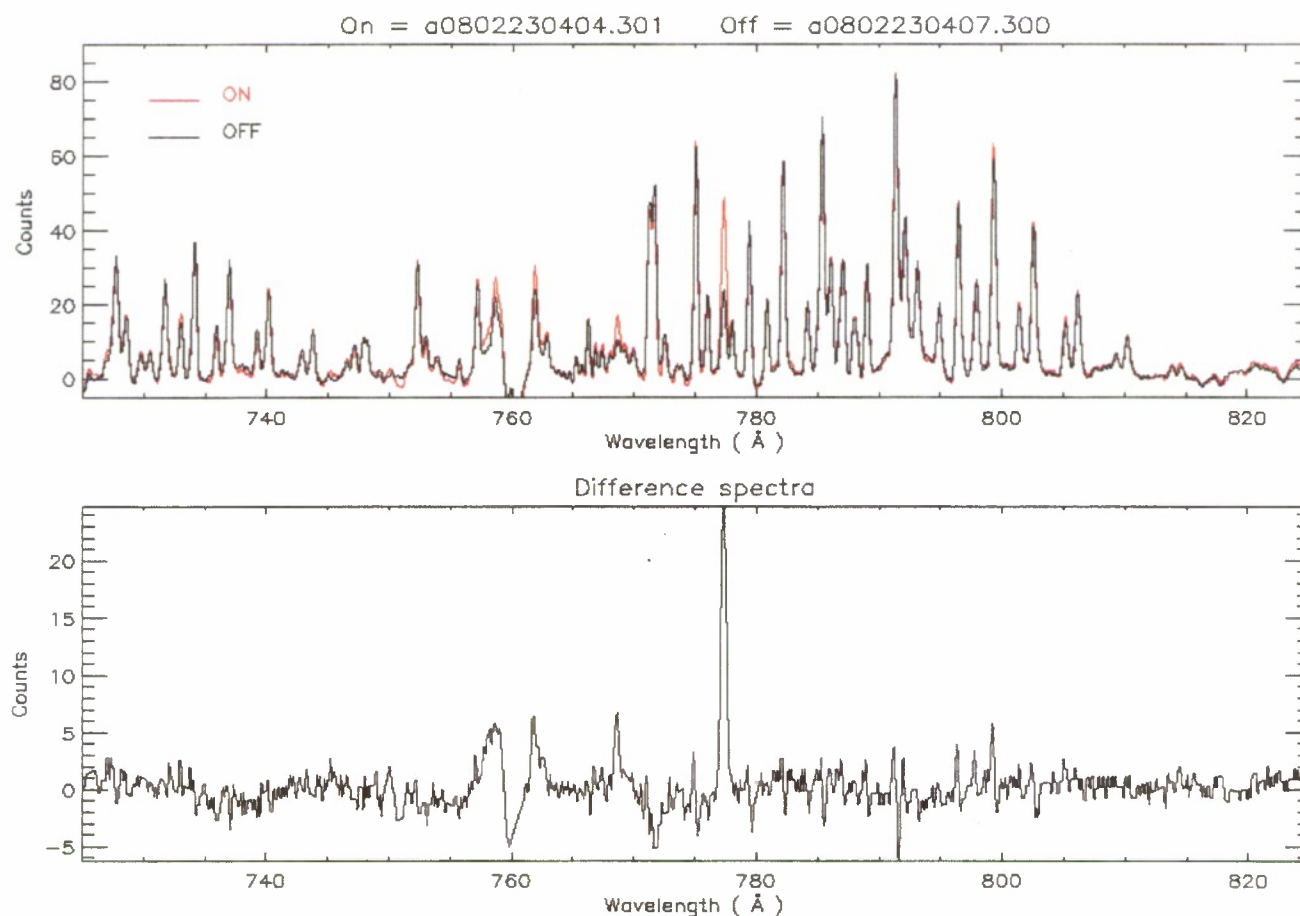 On = a0802230404.301 Off = a0802230407.300
ON
OFF
80
60
40
20
0
Counts
740
760
780
800
820
Wavelength ( Å )
Difference spectra
20
15
10
5
0
-5
Counts
740
760
780
800
820
Wavelength ( Å )